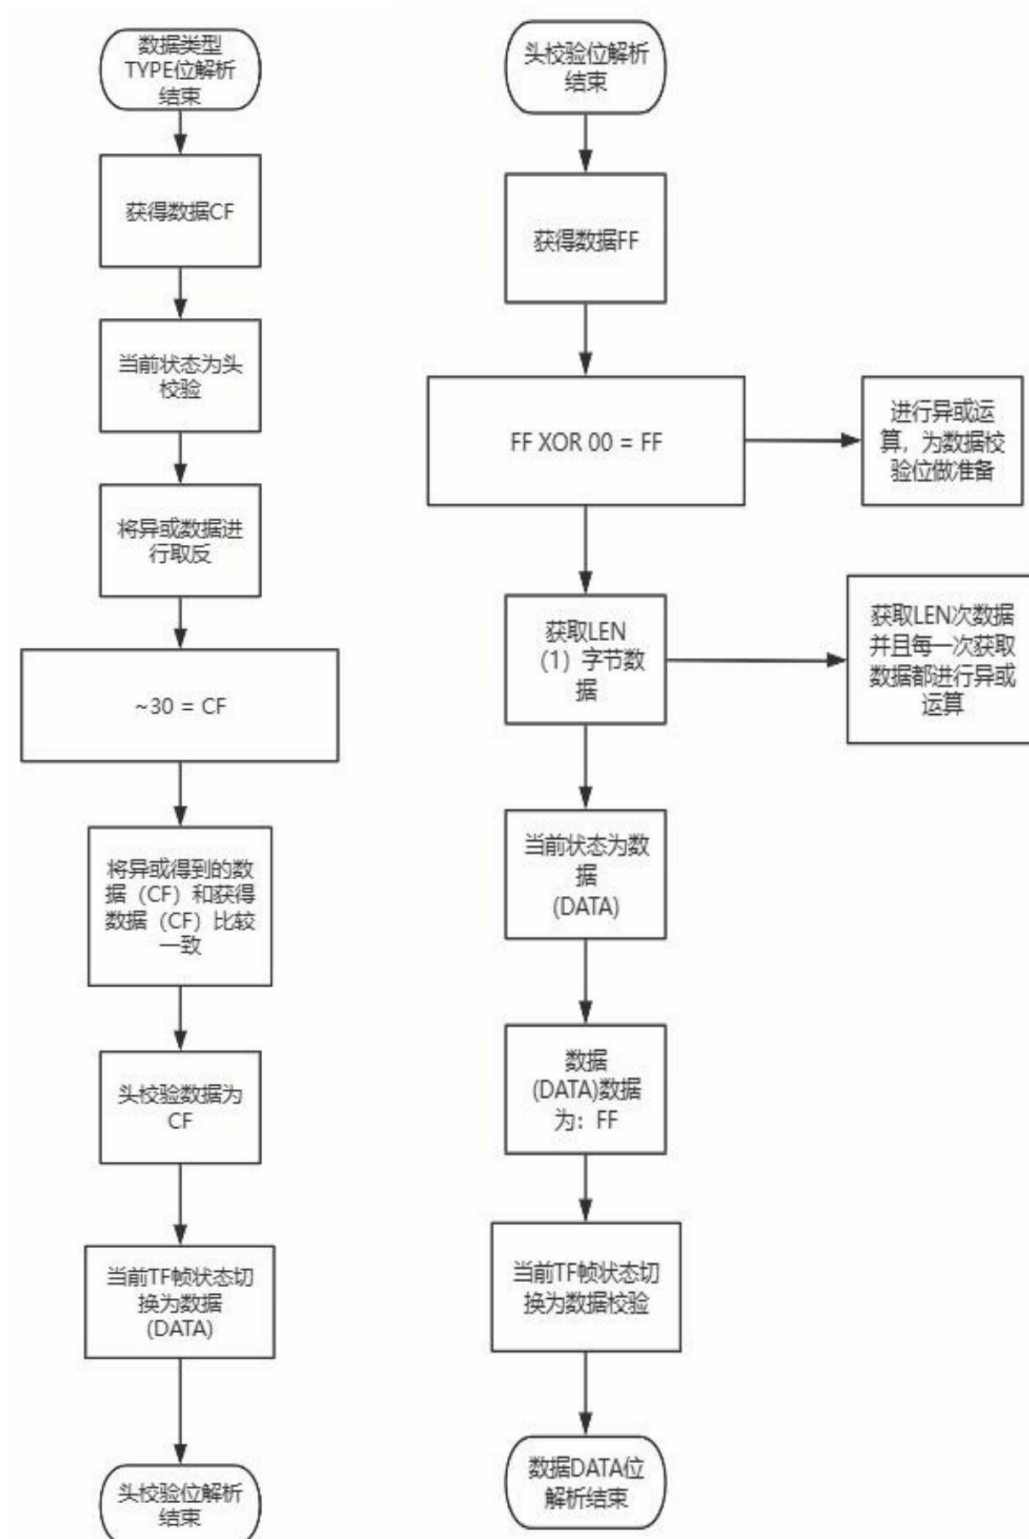 数据类型
TYPE位解析
结束
获得数据CF
当前状态为头
校验
将异或数据进
行取反
~30 = CF
将异或得到的数
据（CF）和获得
数据（CF）比较
一致
头校验数据为
CF
当前TF帧状态切
换为数据
(DATA)
头校验位解析
结束
头校验位解析
结束
获得数据FF
FF XOR 00 = FF
进行异或运
算，为数据校
验位做准备
获取LEN
（1）字节数
据
获取LEN次数据
并且每一次获取
数据都进行异或
运算
当前状态为数
据
(DATA)
数据
(DATA)数据
为：FF
当前TF帧状态切
换为数据校验
数据DATA位
解析结束